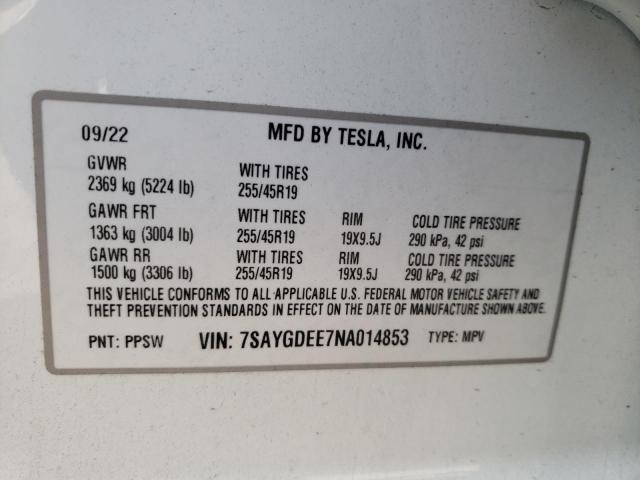 09/22 MFD BY TESLA, INC.
GVWR WITH TIRES
2369 kg (5224 lb) 255/45R19
GAWR FRT WITH TIRES RIM COLD TIRE PRESSURE
1363 kg (3004 lb) 255/45R19 19X9.5J 290 kPa, 42 psi
GAWR RR WITH TIRES RIM COLD TIRE PRESSURE
1500 kg (3306 lb) 255/45R19 19X9.5J 290 kPa, 42 psi
THIS VEHICLE CONFORMS TO ALL APPLICABLE U.S. FEDERAL MOTOR VEHICLE SAFETY AND
THEFT PREVENTION STANDARDS IN EFFECT ON THE DATE OF MANUFACTURE SHOWN ABOVE.
PNT: PPSW VIN: 7SAYGDEE7NA014853 TYPE: MPV